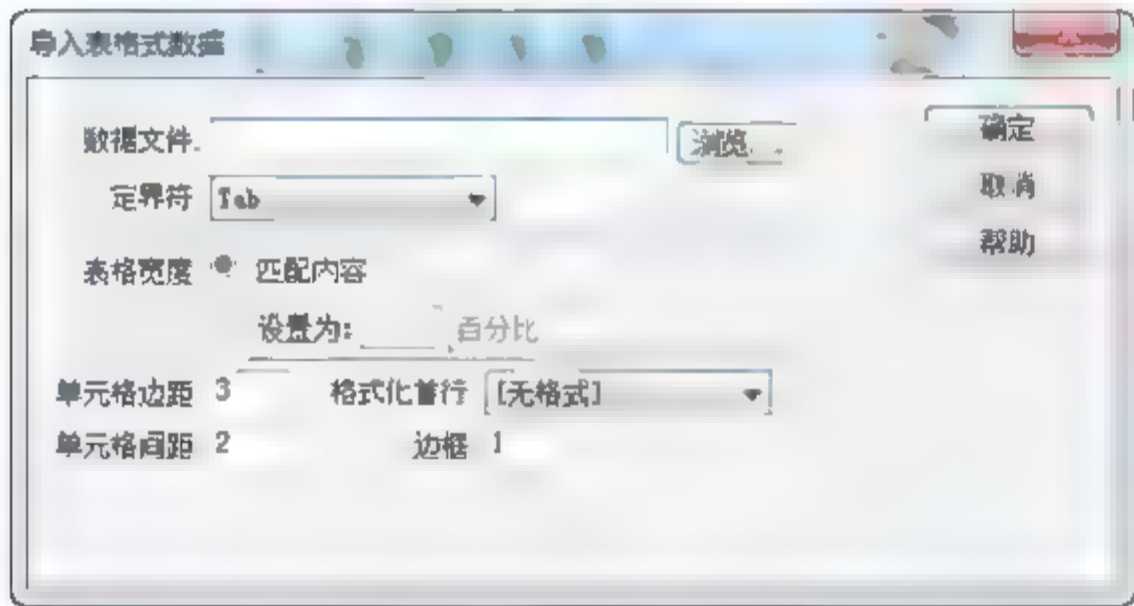 导入表格式数据
数据文件: 浏览... 确定
定界符 Tab 取消
帮助
表格宽度 匹配内容
设置为: 百分比
单元格边距 3 格式化首行 [无格式]
单元格间距 2 边框 1